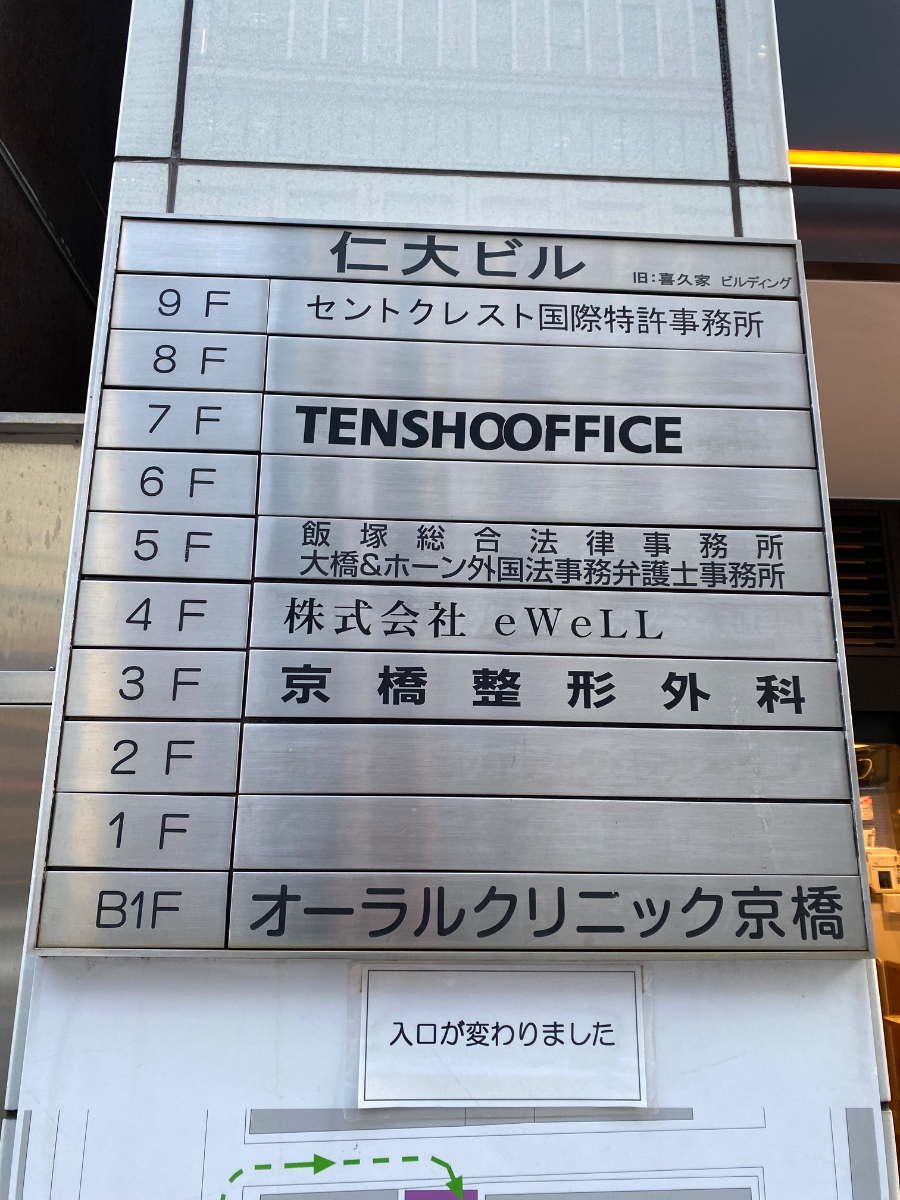 仁大ビル 旧：喜久家 ビルディング
9F セントクレスト国際特許事務所
8F
7F TENSHOOFFICE
6F
5F 飯塚総合法律事務所
大橋&ホーン外国法事務弁護士事務所
4F 株式会社 eWeLL
3F 京橋整形外科
2F
1F
B1F オーラルクリニック京橋
入口が変わりました